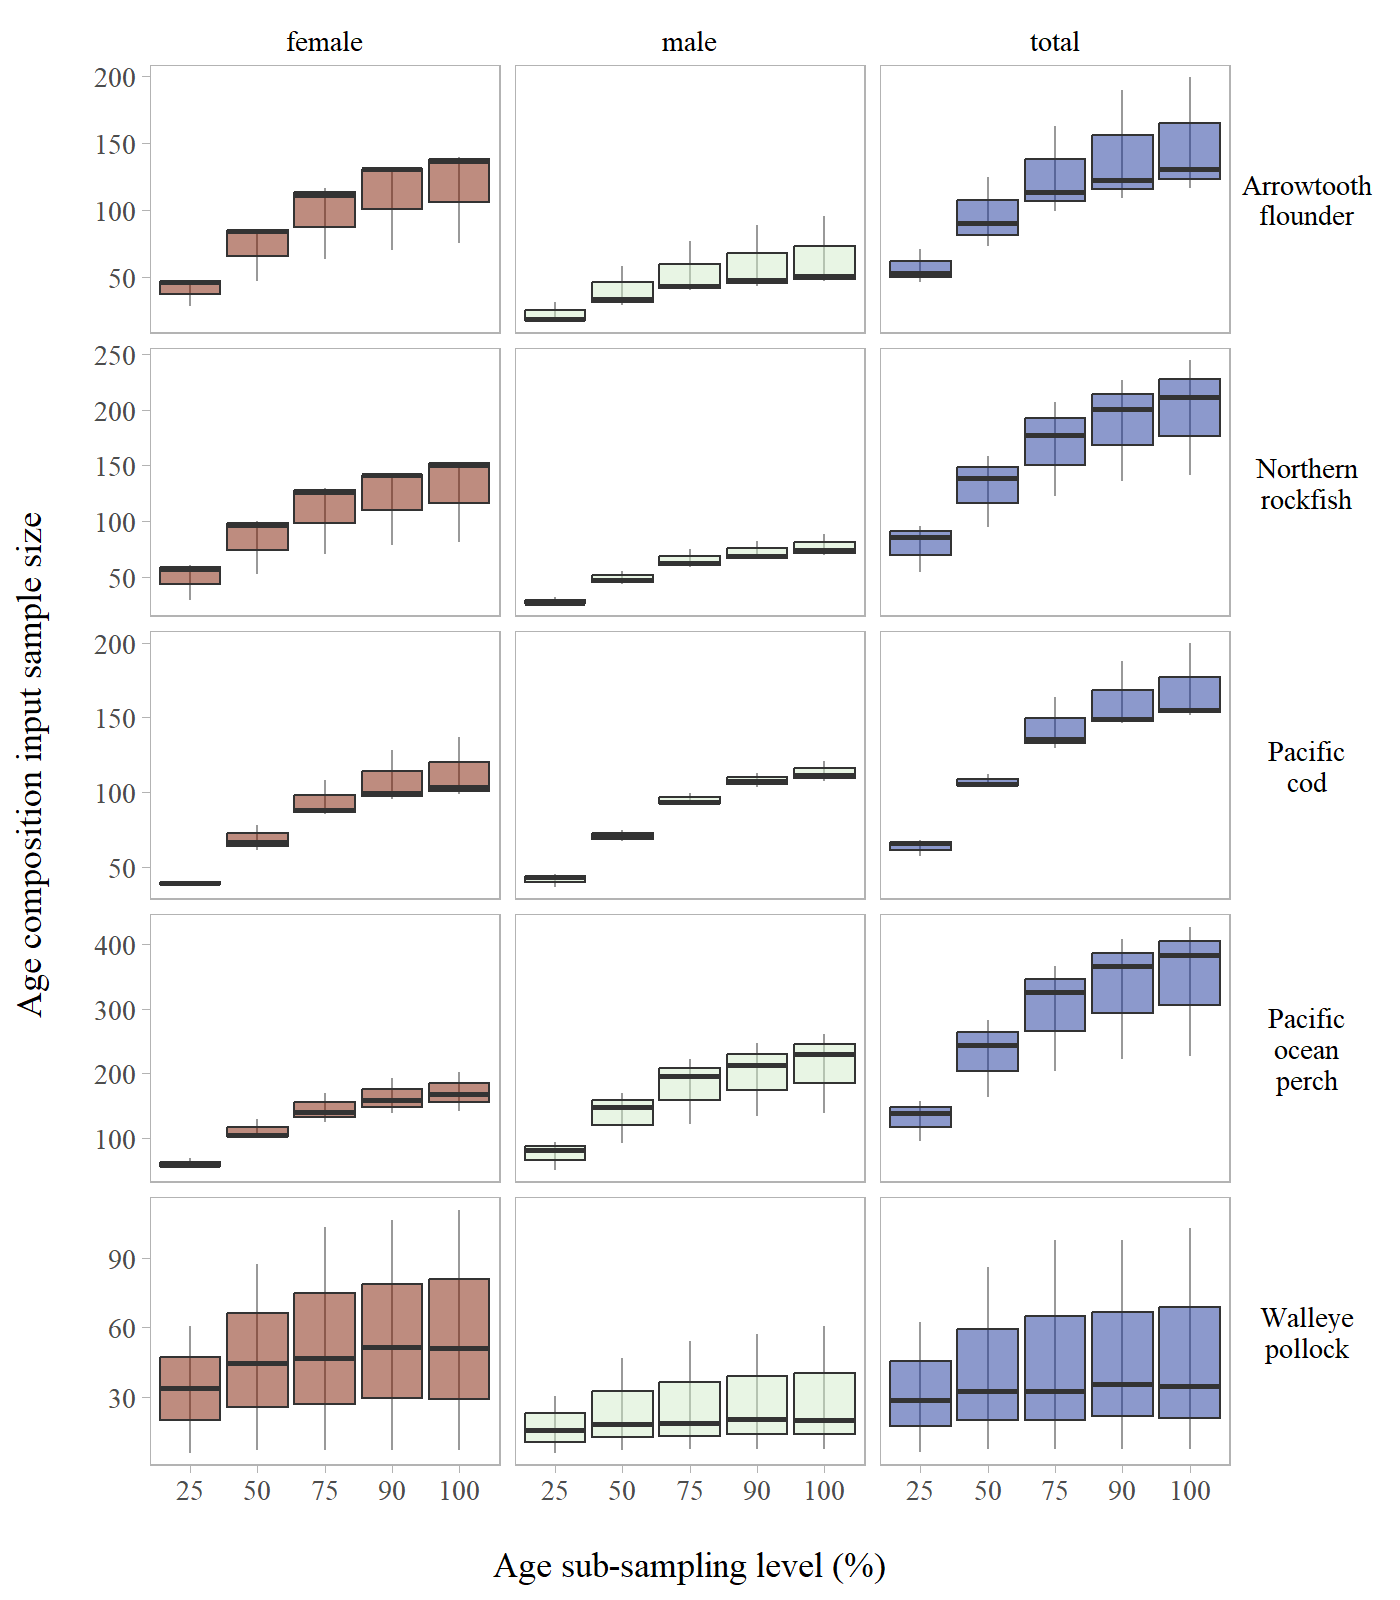 female male total
200
150
100
50
Arrowtooth
flounder
250
200
150
100
50
Northern
rockfish
200
150
100
50
Pacific
cod
400
300
200
100
Pacific
ocean
perch
90
60
30
Walleye
pollock
25 50 75 90 100 25 50 75 90 100 25 50 75 90 100
Age sub-sampling level (%)
Age composition input sample size